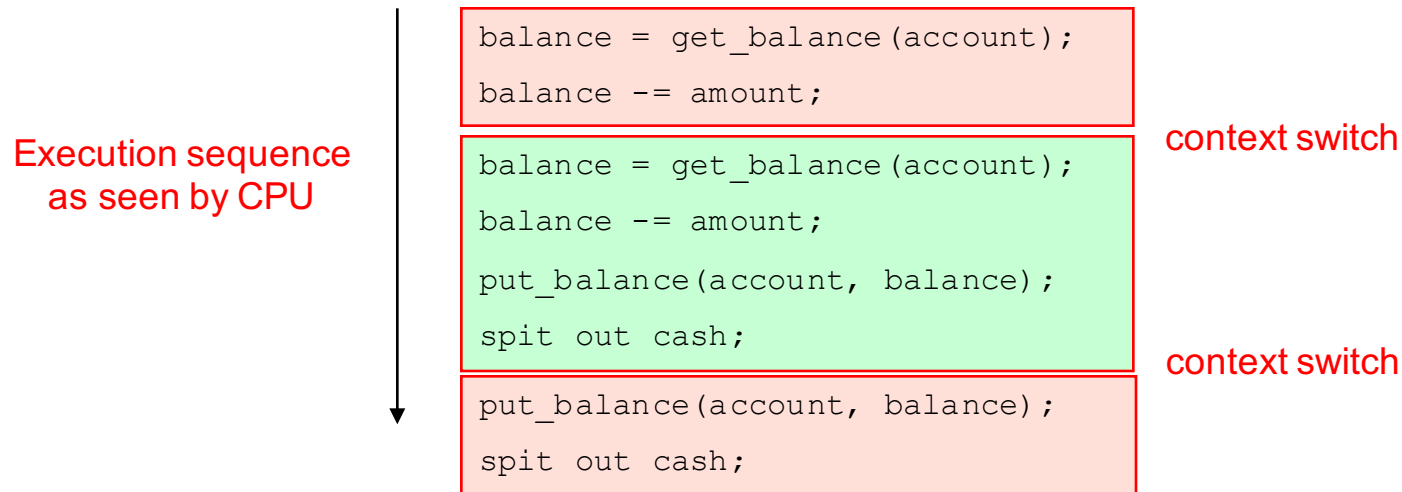 balance = get_balance(account);
balance -= amount;
context switch
Execution sequence
as seen by CPU
balance = get_balance(account);
balance -= amount;
put_balance(account, balance);
spit out cash;
context switch
put_balance(account, balance);
spit out cash;